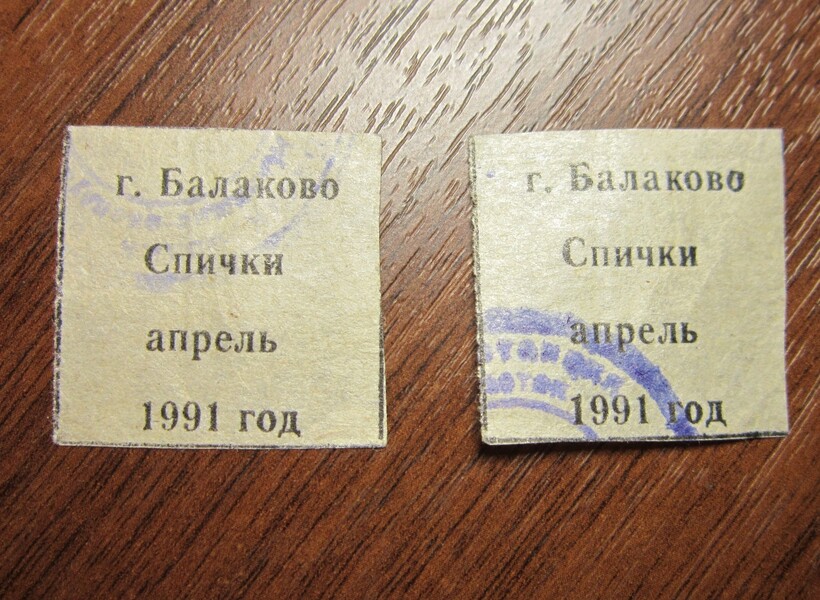 г. Балаково
Спички
апрель
1991 год
г. Балаково
Спички
апрель
1991 год